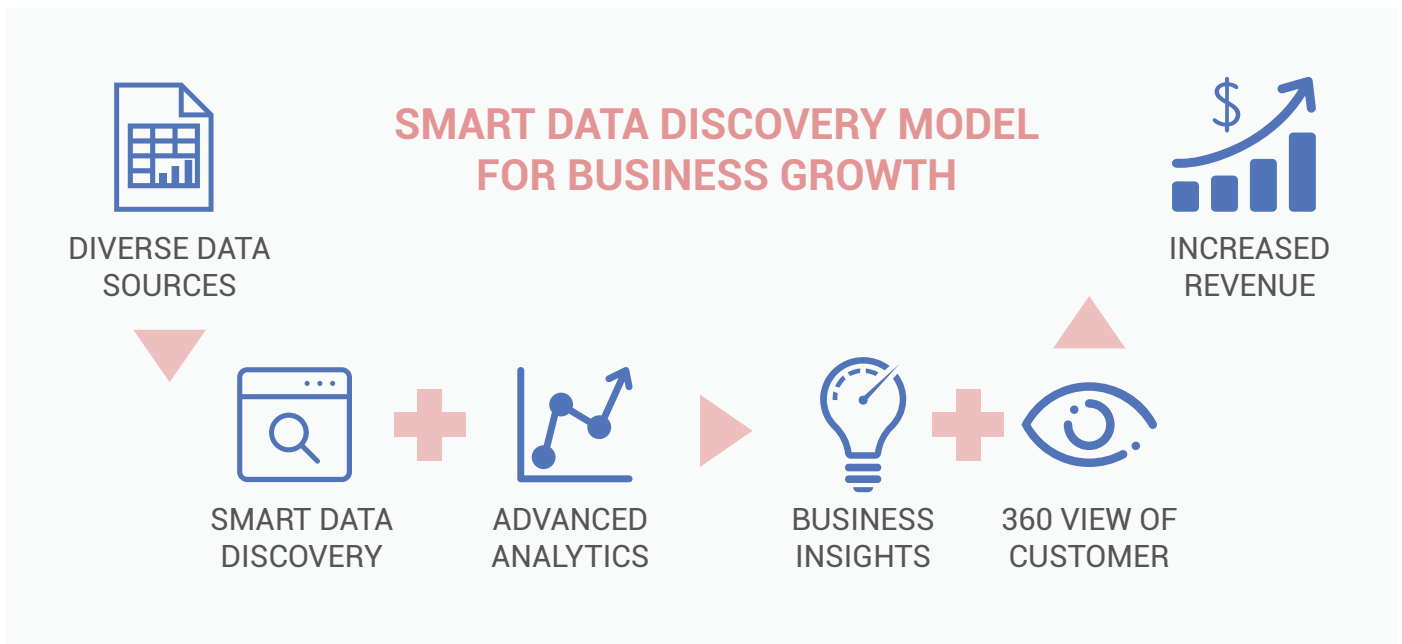 SMART DATA DISCOVERY MODEL
FOR BUSINESS GROWTH
DIVERSE DATA
SOURCES
SMART DATA
DISCOVERY
ADVANCED
ANALYTICS
BUSINESS
INSIGHTS
360 VIEW OF
CUSTOMER
$
INCREASED
REVENUE